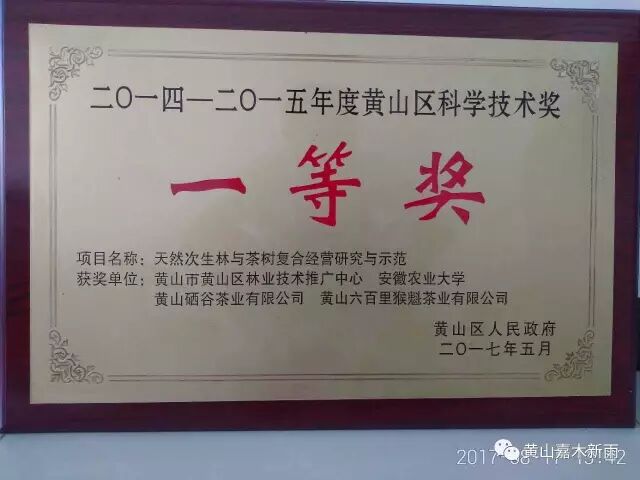 二〇一四—二〇一五年度黄山区科学技术奖
一等奖
项目名称：天然次生林与茶树复合经营研究与示范
获奖单位：黄山市黄山区林业技术推广中心 安徽农业大学
黄山硒谷茶业有限公司 黄山六百里猴魁茶业有限公司
黄山区人民政府
二〇一七年五月
黄山嘉木新雨